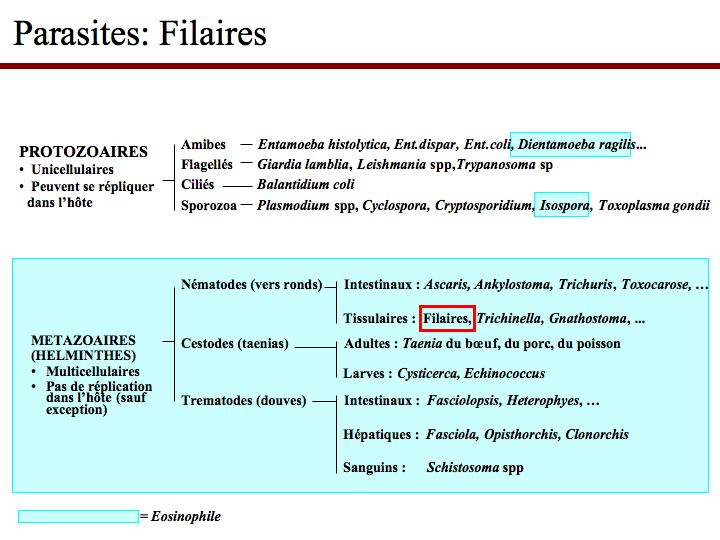 Parasites: Filaires
PROTOZOAIRES
• Unicellulaires
• Peuvent se répliquer
dans l'hôte
Amibes — Entamoeba histolytica, Ent.dispar, Ent.coli, Dientamoeba ragilis...
Flagellés — Giardia lamblia, Leishmania spp,Trypanosoma sp
Ciliés — Balantidium coli
Sporozoa — Plasmodium spp, Cyclospora, Cryptosporidium, Isospora, Toxoplasma gondii
METAZOAIRES
(HELMINTHES)
• Multicellulaires
• Pas de réplication
dans l'hôte (sauf
exception)
Nématodes (vers ronds)
Intestinaux : Ascaris, Ankylostoma, Trichuris, Toxocarose, …
Tissulaires : Filaires, Trichinella, Gnathostoma, ...
Cestodes (taenias)
Adultes : Taenia du bœuf, du porc, du poisson
Larves : Cysticerca, Echinococcus
Trematodes (douves)
Intestinaux : Fasciolopsis, Heterophyes, …
Hépatiques : Fasciola, Opisthorchis, Clonorchis
Sanguins : Schistosoma spp
= Eosinophile